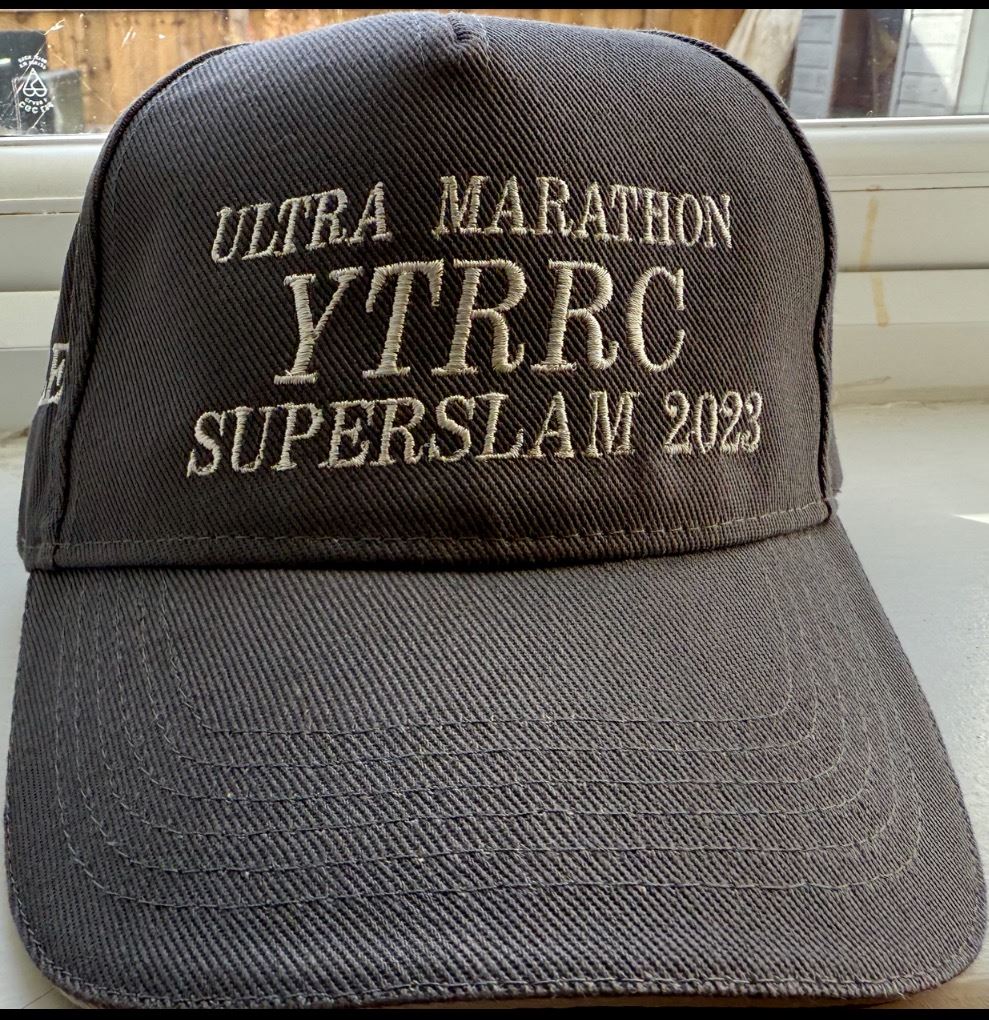 ULTRA MARATHON
YTRRC
SUPERSLAM 2023
E